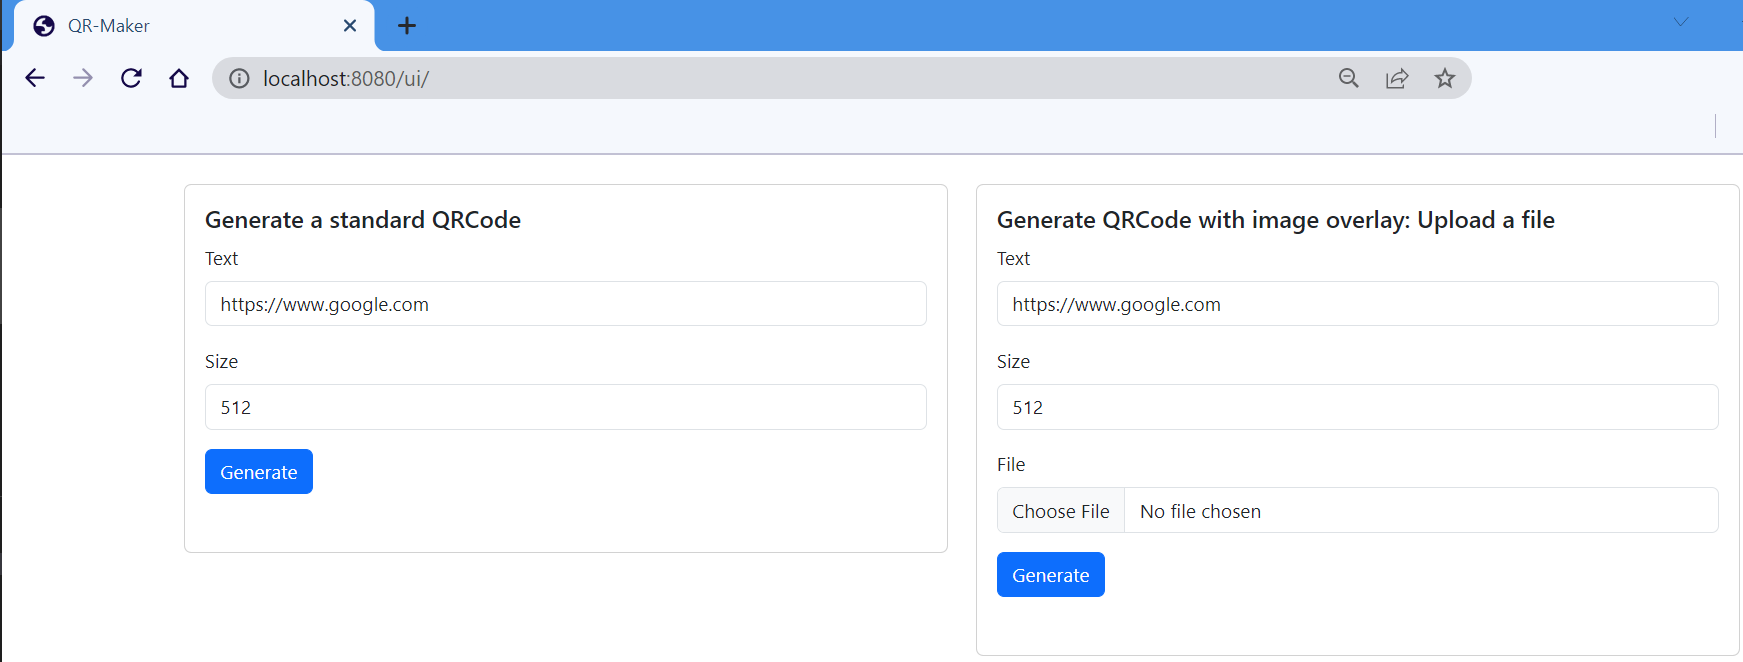 QR-Maker
localhost:8080/ui/
Generate a standard QRCode
Text
https://www.google.com
Size
512
Generate
Generate QRCode with image overlay: Upload a file
Text
https://www.google.com
Size
512
File
Choose File No file chosen
Generate